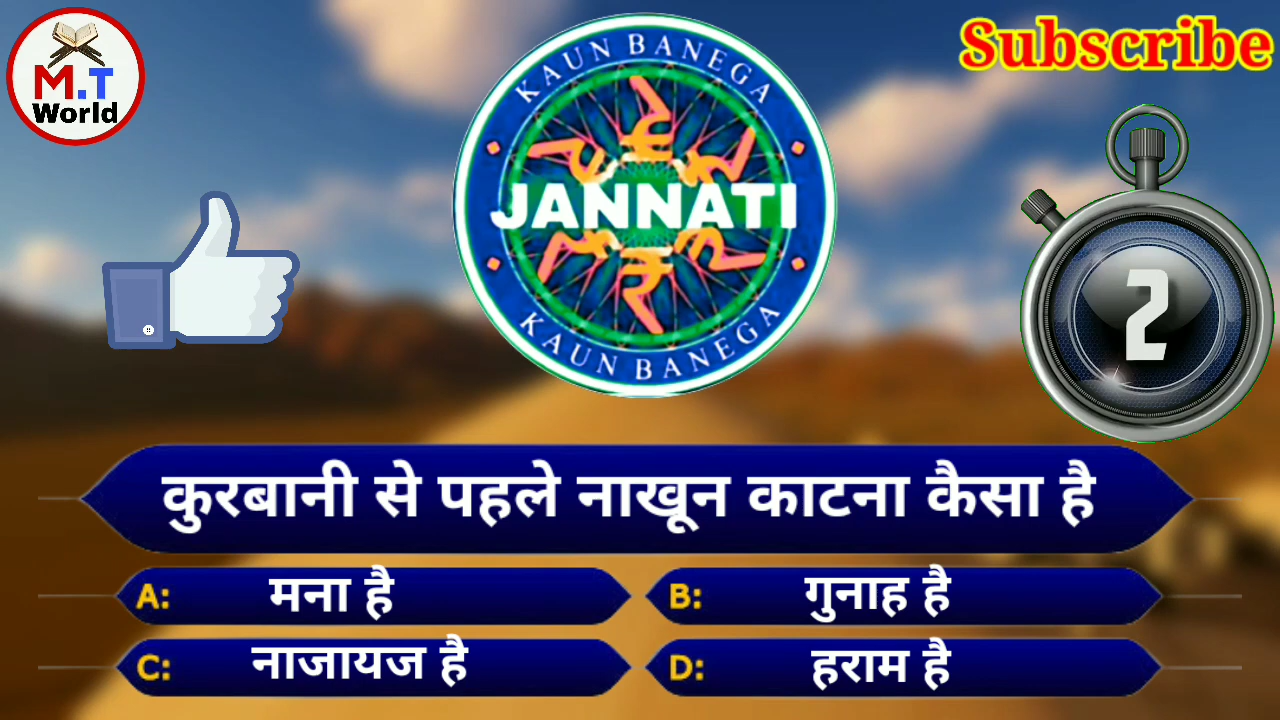 M.T
World
KAUN BANEGA
JANNATI
KAUN BANEGA
Subscribe
2
कुरबानी से पहले नाखून काटना कैसा है
A: मना है
B: गुनाह है
C: नाजायज है
D: हराम है